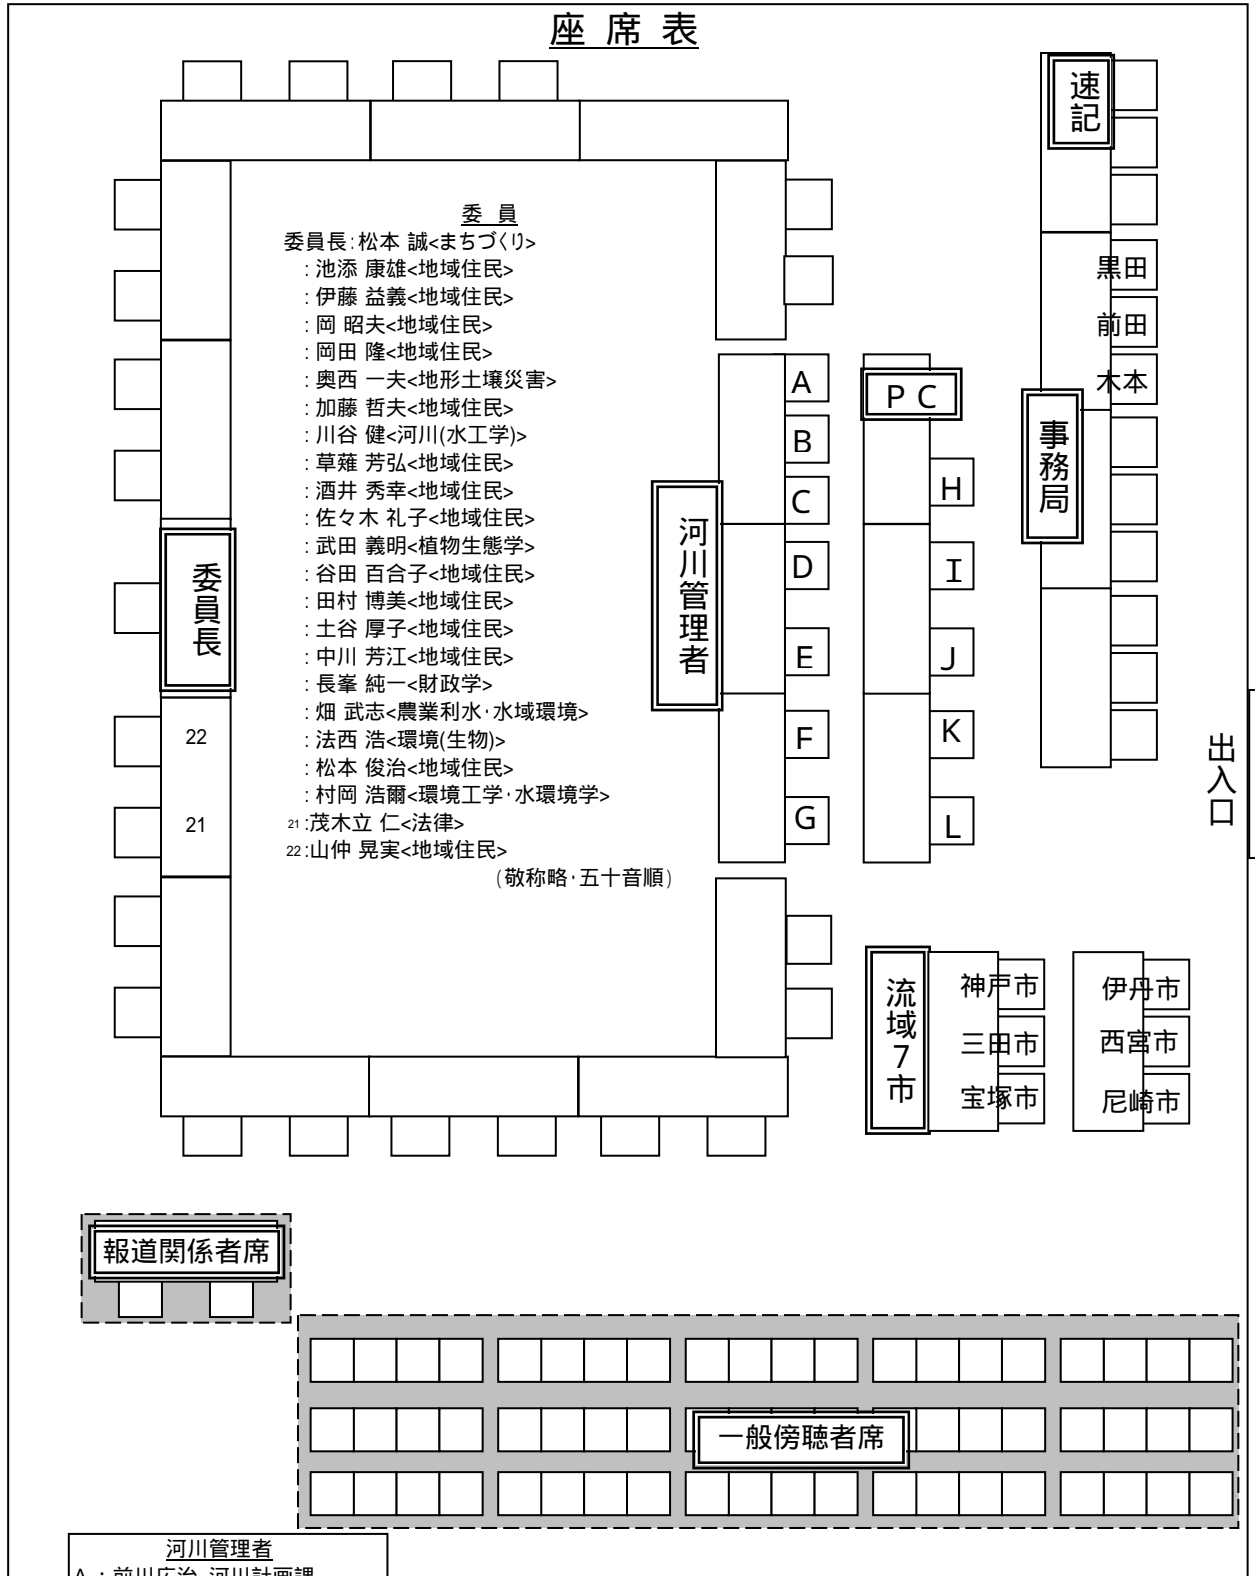 座 席 表
速記
黒田
前田
木本
事務局
委 員
委員長:松本 誠<まちづくり>
:池添 康雄<地域住民>
:伊藤 益義<地域住民>
:岡 昭夫<地域住民>
:岡田 隆<地域住民>
:奥西 一夫<地形土壌災害>
:加藤 哲夫<地域住民>
:川谷 健<河川(水工学)>
:草薙 芳弘<地域住民>
:酒井 秀幸<地域住民>
:佐々木 礼子<地域住民>
:武田 義明<植物生態学>
:谷田 百合子<地域住民>
:田村 博美<地域住民>
:土谷 厚子<地域住民>
:中川 芳江<地域住民>
:長峯 純一<財政学>
:畑 武志<農業利水･水域環境>
:法西 浩<環境(生物)>
:松本 俊治<地域住民>
:村岡 浩爾<環境工学･水環境学>
21:茂木立 仁<法律>
22:山仲 晃実<地域住民>
(敬称略･五十音順)
委員長
22
21
河川管理者
A
B
C
D
E
F
G
ＰＣ
H
I
J
K
L
出入口
流域７市
神戸市
三田市
宝塚市
伊丹市
西宮市
尼崎市
報道関係者席
一般傍聴者席
河川管理者
A :前川広治 河川計画課